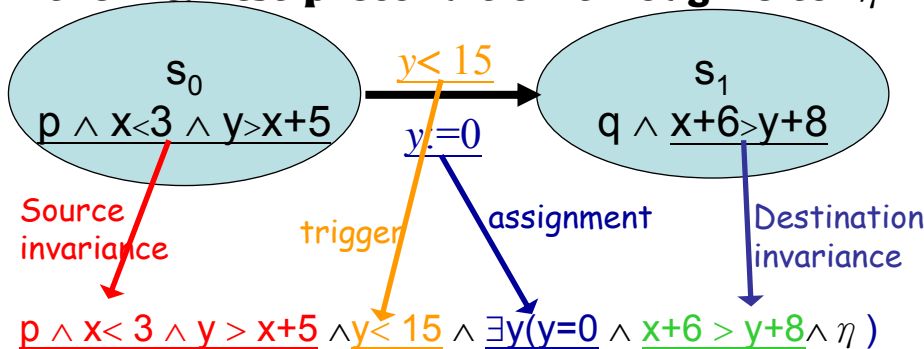 s0 y< 15 s1
p ∧ x<3 ∧ y>x+5 y:=0 q ∧ x+6>y+8
Source invariance
trigger
assignment
Destination invariance
p ∧ x< 3 ∧ y > x+5 ∧y< 15 ∧ ∃y(y=0 ∧ x+6 > y+8∧ η )